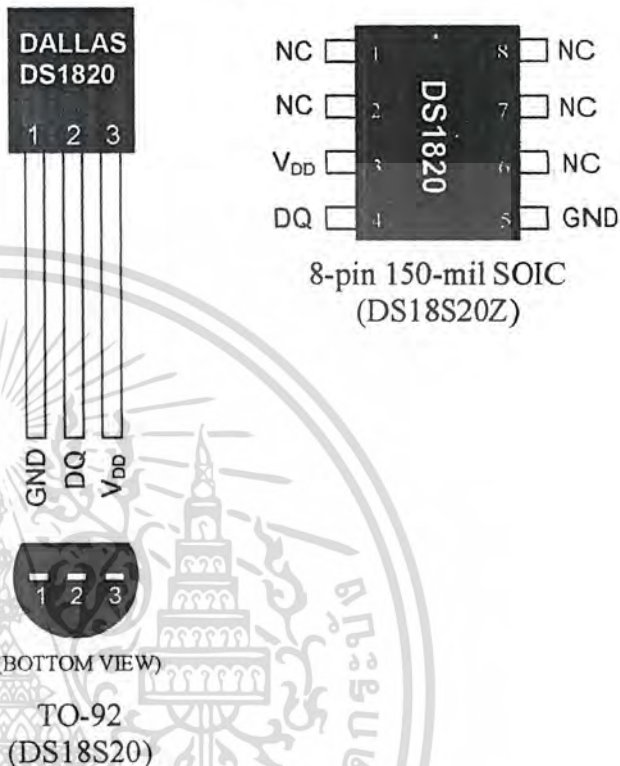 DALLAS
DS1820
1 2 3
GND DQ VDD
1 2 3
(BOTTOM VIEW)
TO-92
(DS18S20)
NC 1 8 NC
NC 2 7 NC
VDD 3 6 NC
DQ 4 5 GND
DS1820
8-pin 150-mil SOIC
(DS18S20Z)